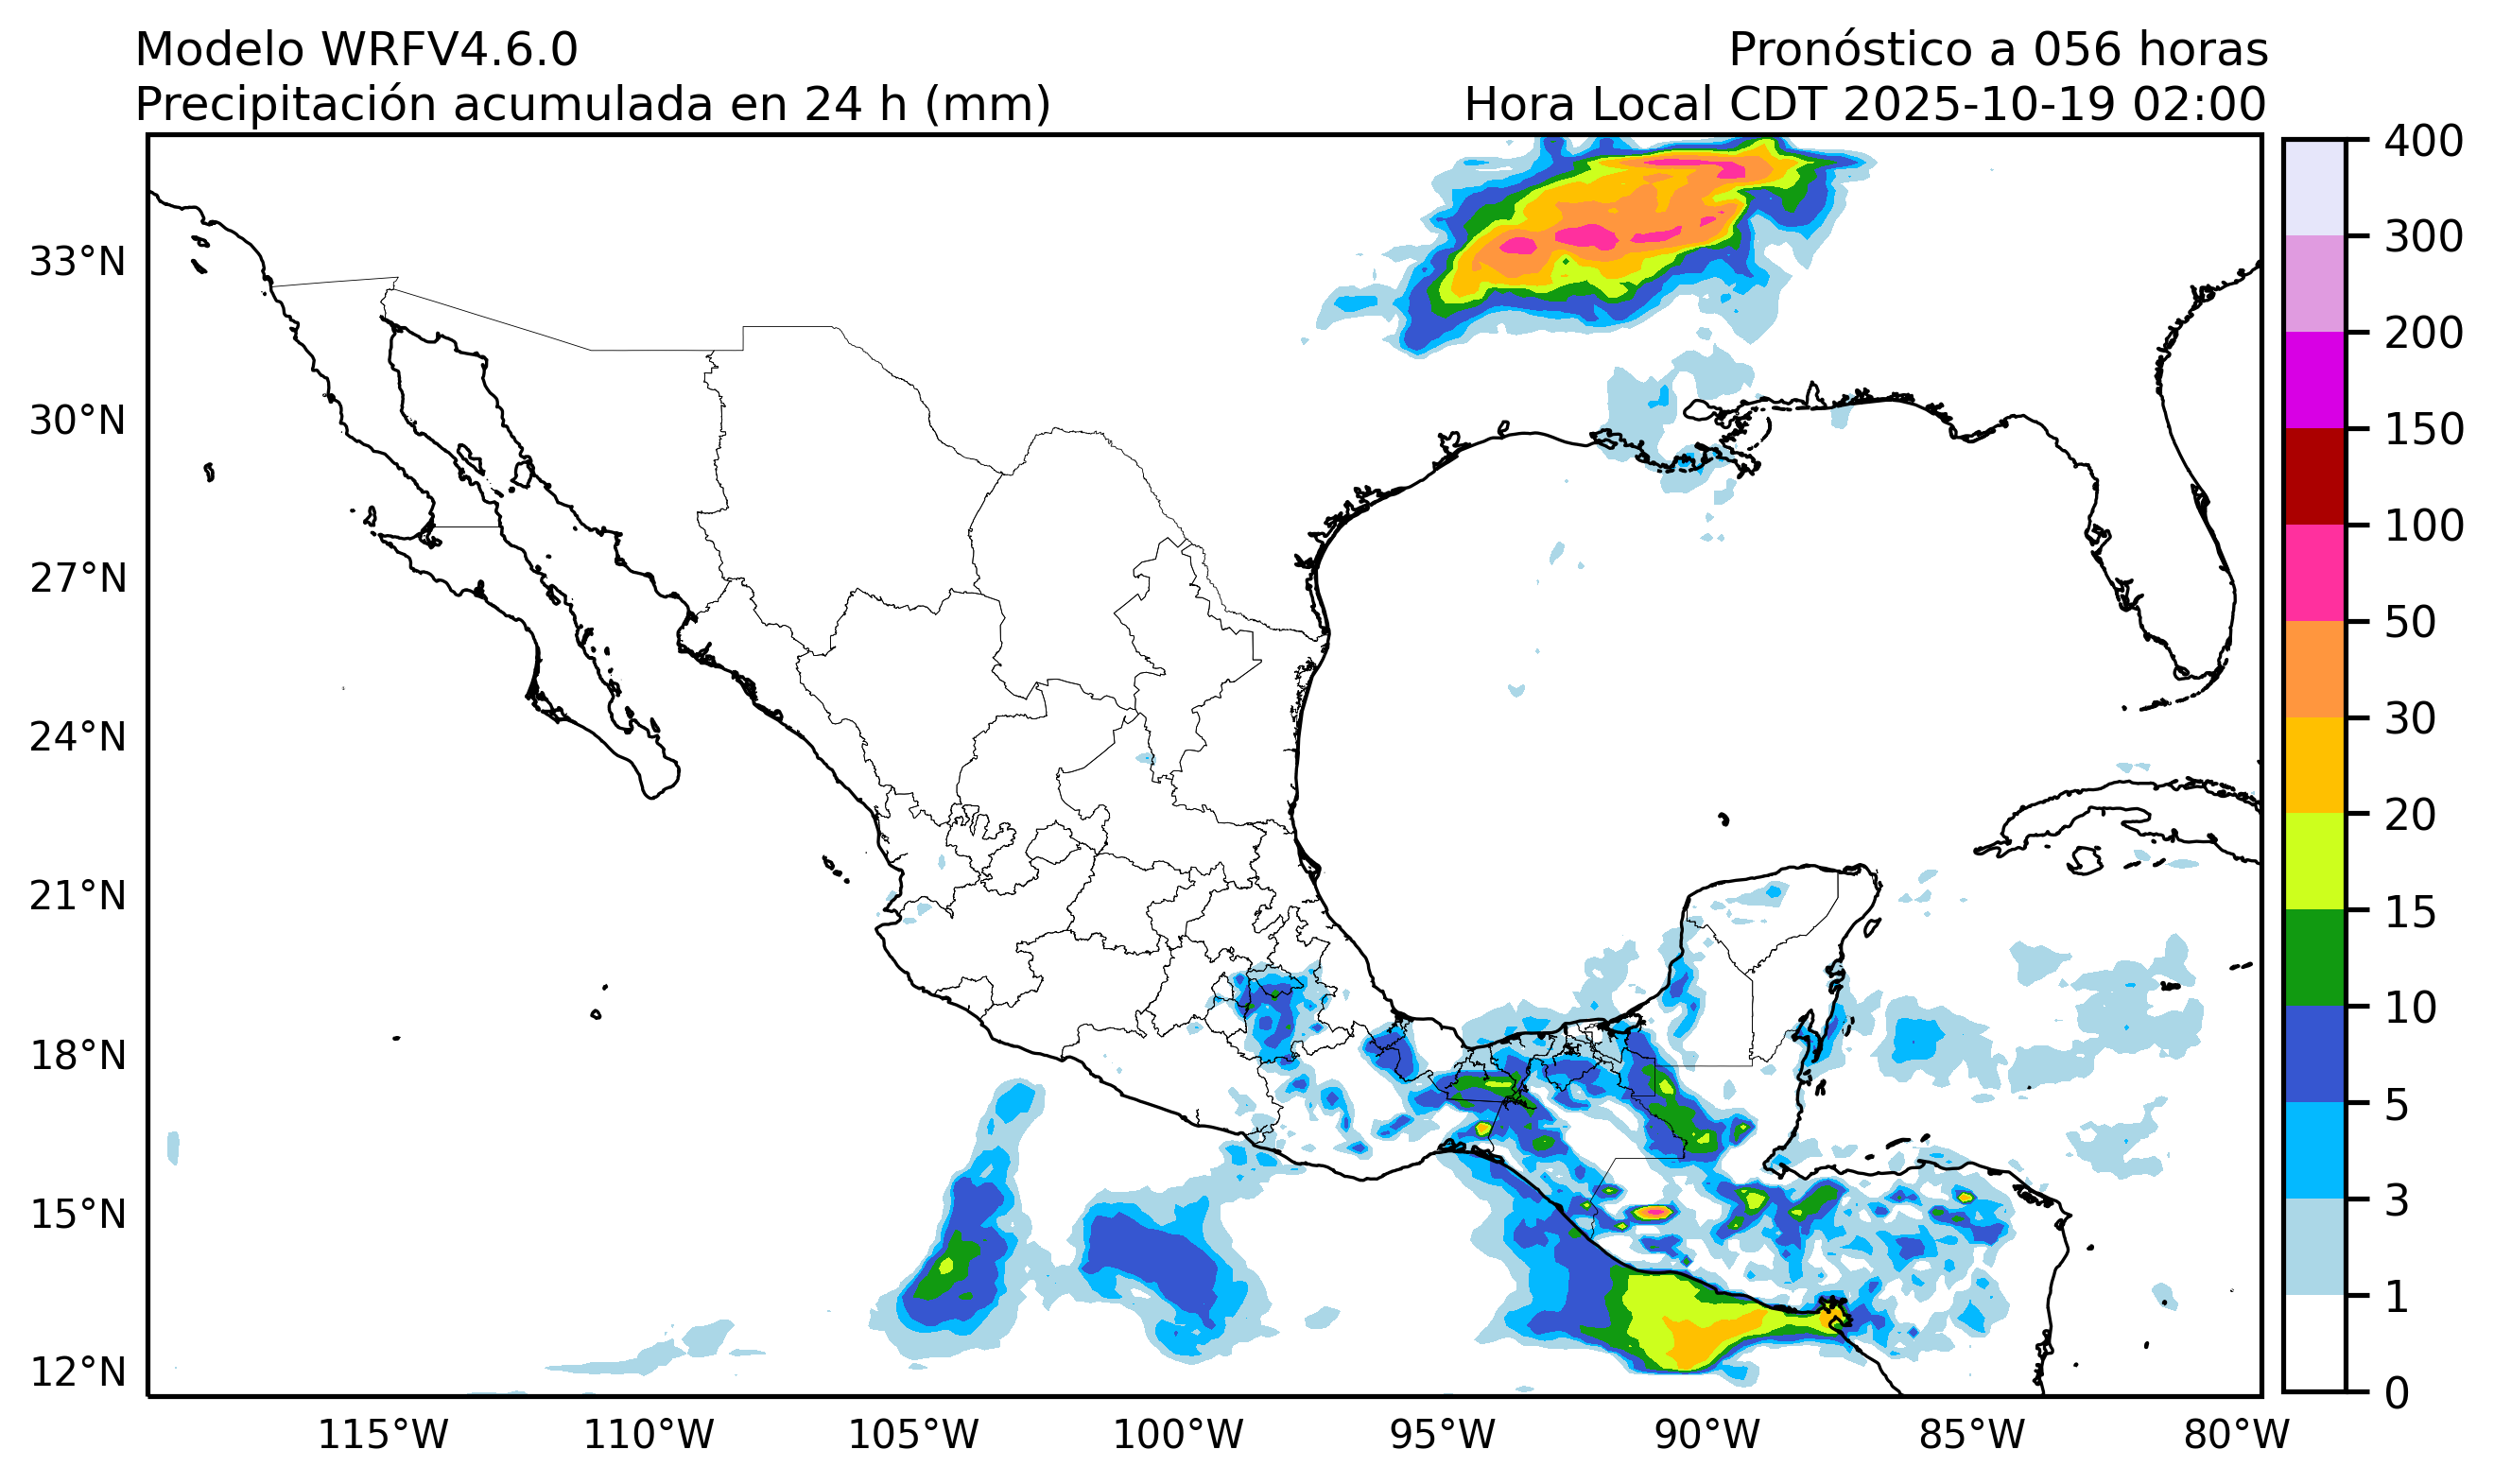 Modelo WRFV4.6.0
Pronóstico a 056 horas
Precipitación acumulada en 24 h (mm)
Hora Local CDT 2025-10-19 02:00
33°N
30°N
27°N
24°N
21°N
18°N
15°N
12°N
115°W
110°W
105°W
100°W
95°W
90°W
85°W
80°W
400
300
200
150
100
50
30
20
15
10
5
3
1
0